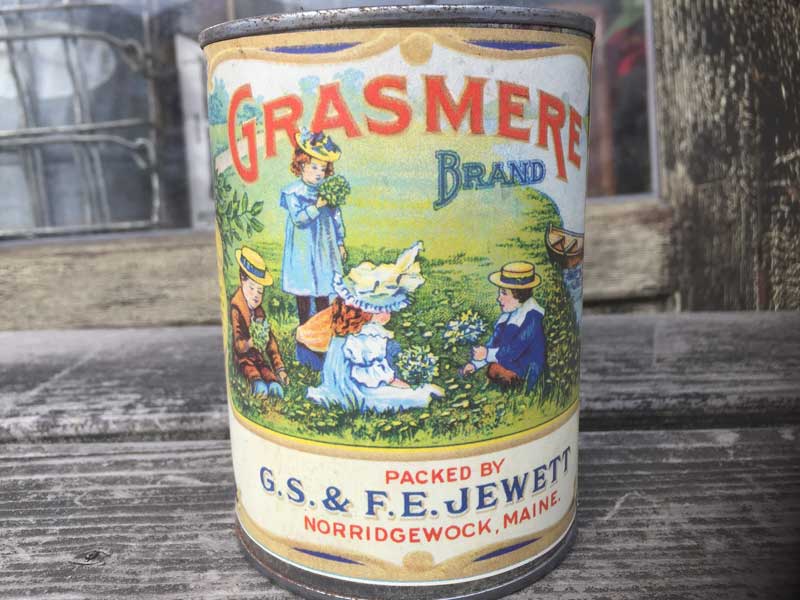 GRASMERE
BRAND
PACKED BY
G.S. & F.E. JEWETT
NORRIDGEWOCK, MAINE.